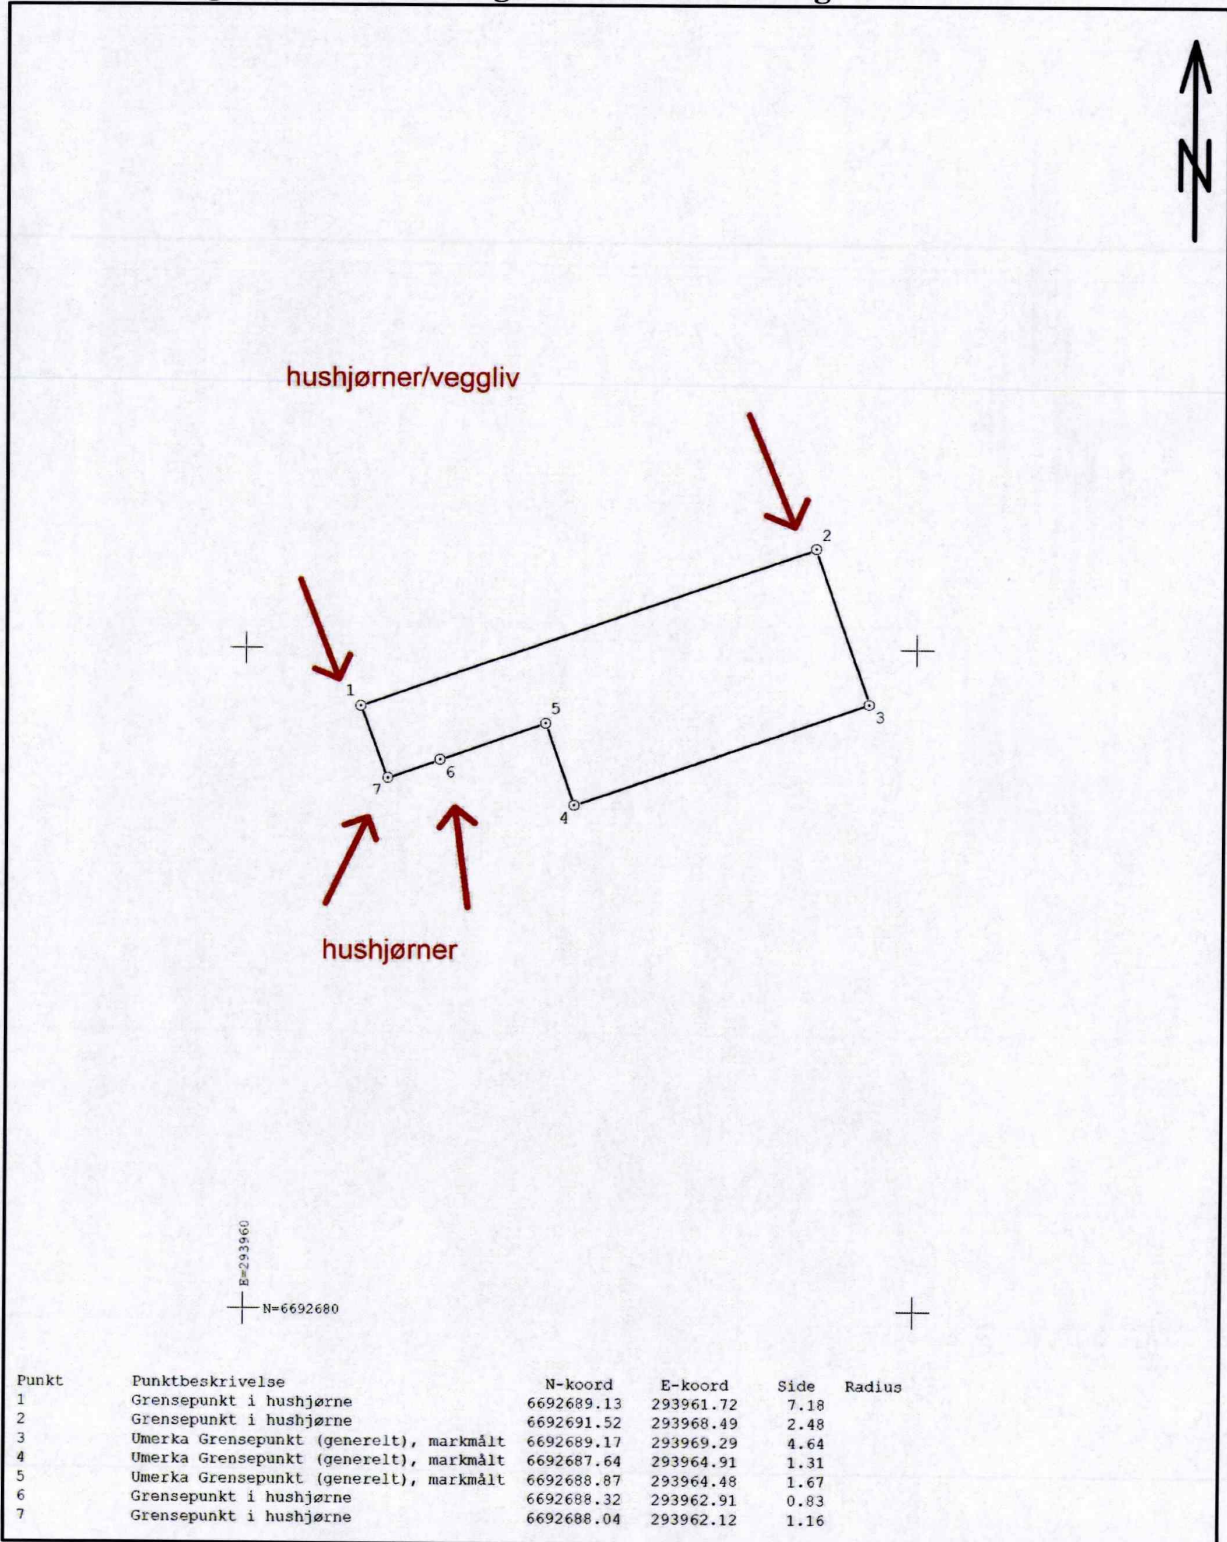 N
hushjørner/veggliv
2
1
5
3
6
7
4
hushjørner
E=293960
N=6692680
Punkt Punktbeskrivelse N-koord E-koord Side Radius
1 Grensepunkt i hushjørne 6692689.13 293961.72 7.18
2 Grensepunkt i hushjørne 6692691.52 293968.49 2.48
3 Umerka Grensepunkt (generelt), markmålt 6692689.17 293969.29 4.64
4 Umerka Grensepunkt (generelt), markmålt 6692687.64 293964.91 1.31
5 Umerka Grensepunkt (generelt), markmålt 6692688.87 293964.48 1.67
6 Grensepunkt i hushjørne 6692688.32 293962.91 0.83
7 Grensepunkt i hushjørne 6692688.04 293962.12 1.16